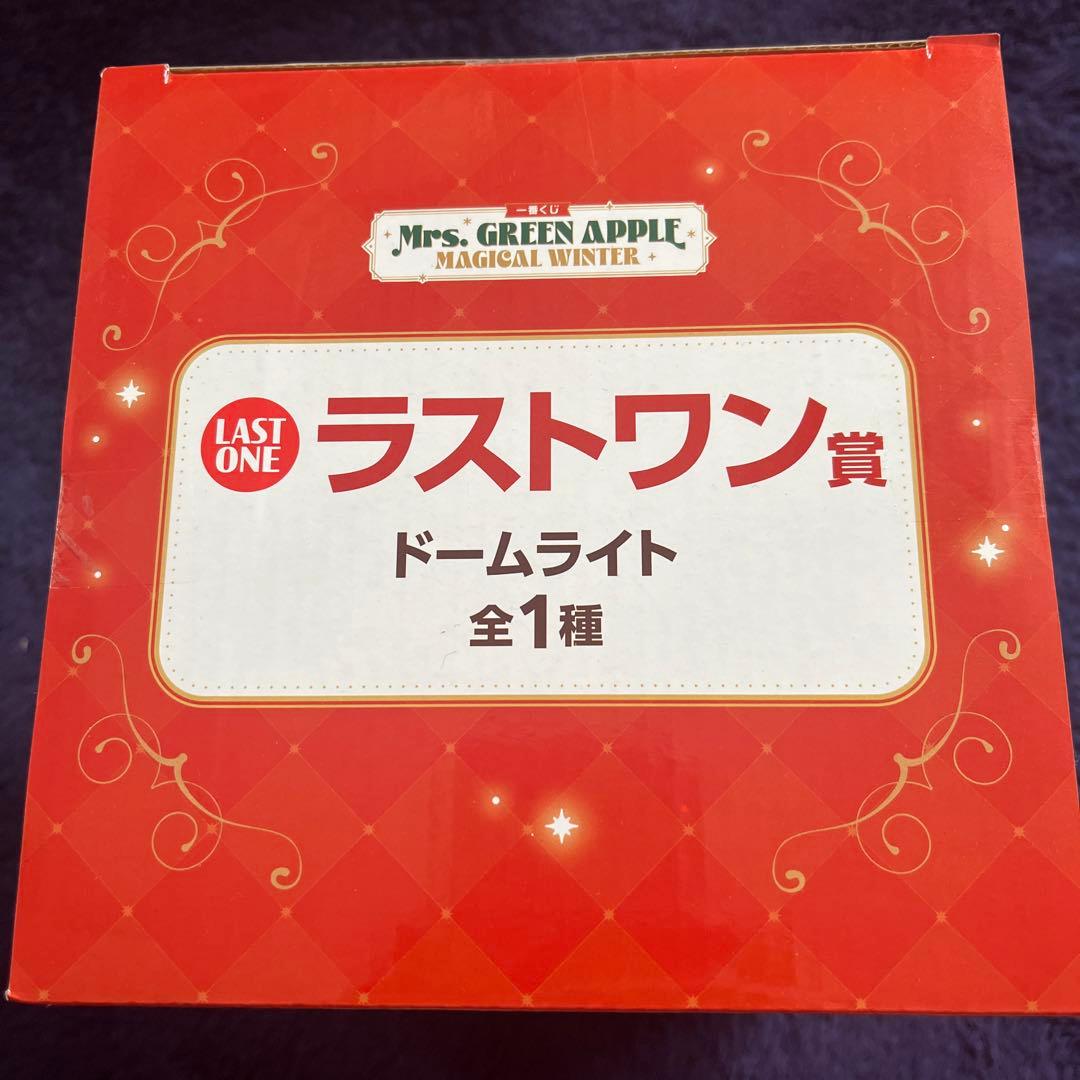 一番くじ
Mrs. GREEN APPLE
MAGICAL WINTER
LAST
ONE
ラストワン賞
ドームライト
全1種